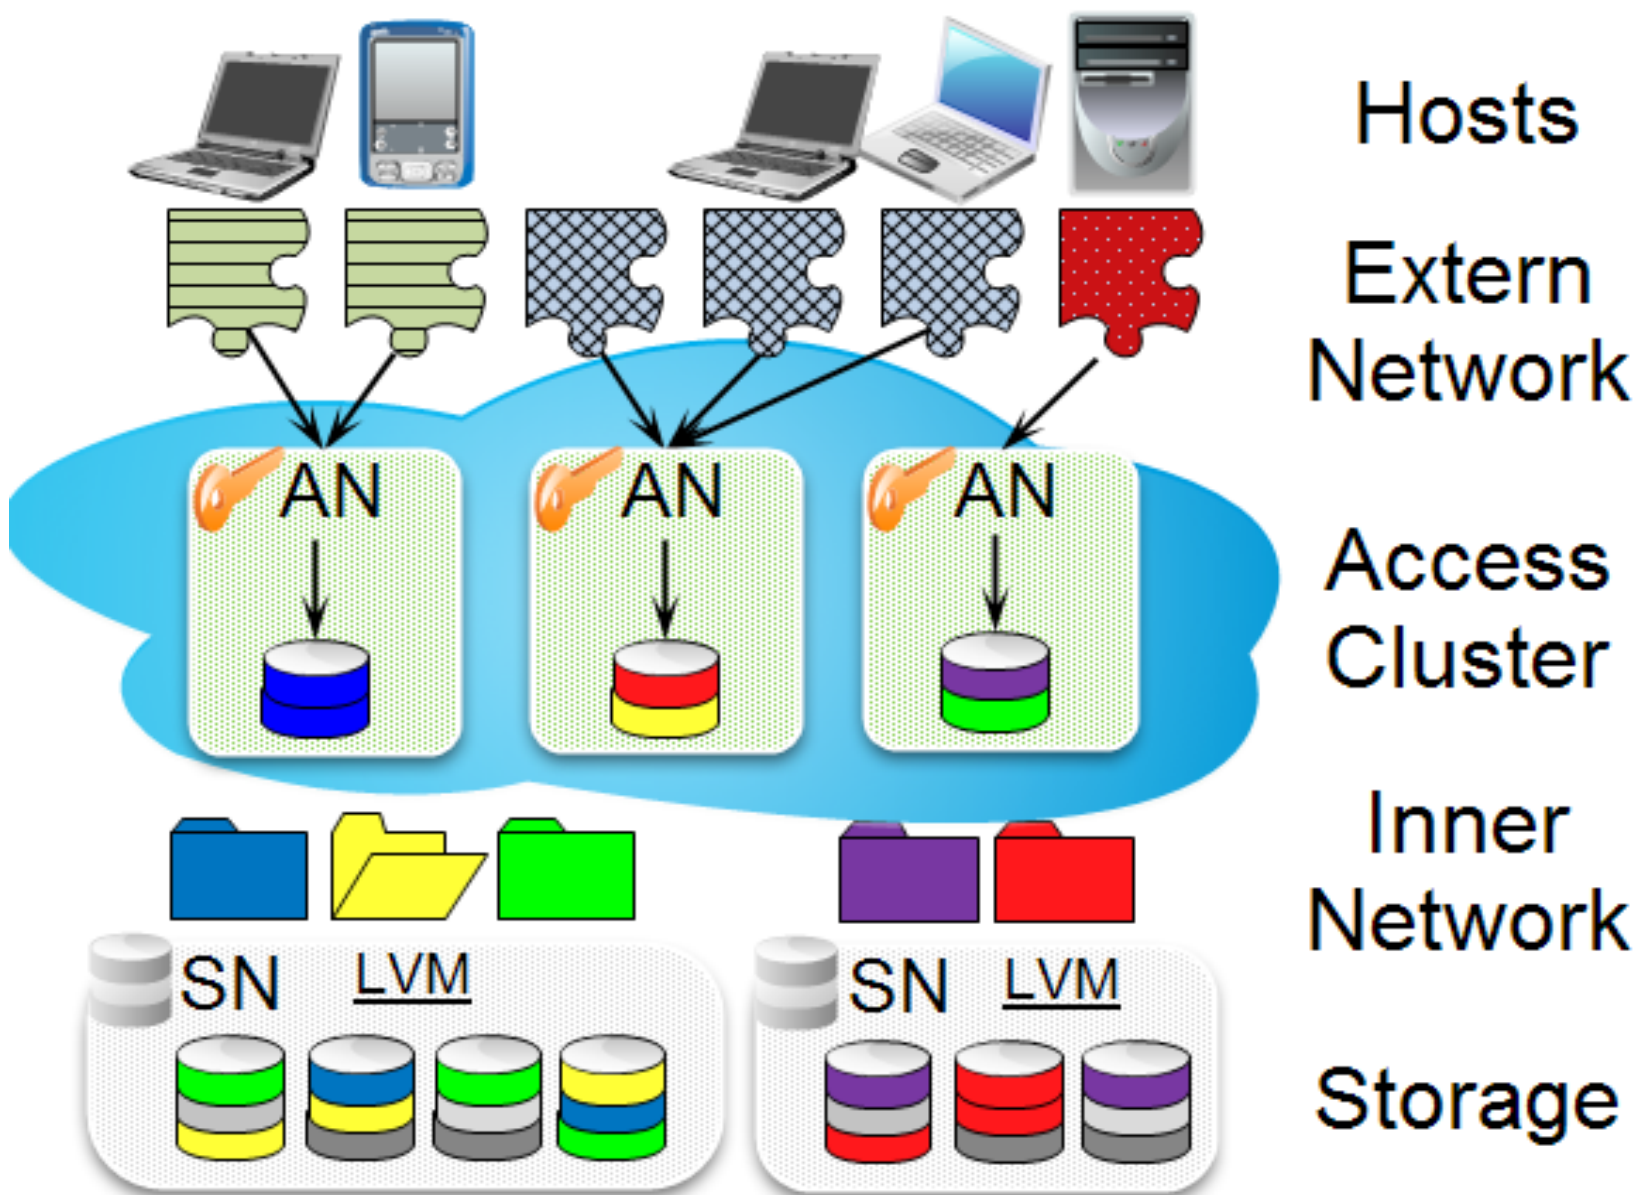 Hosts
Extern
Network
AN
AN
AN
Access
Cluster
Inner
Network
SN
LVM
SN
LVM
Storage